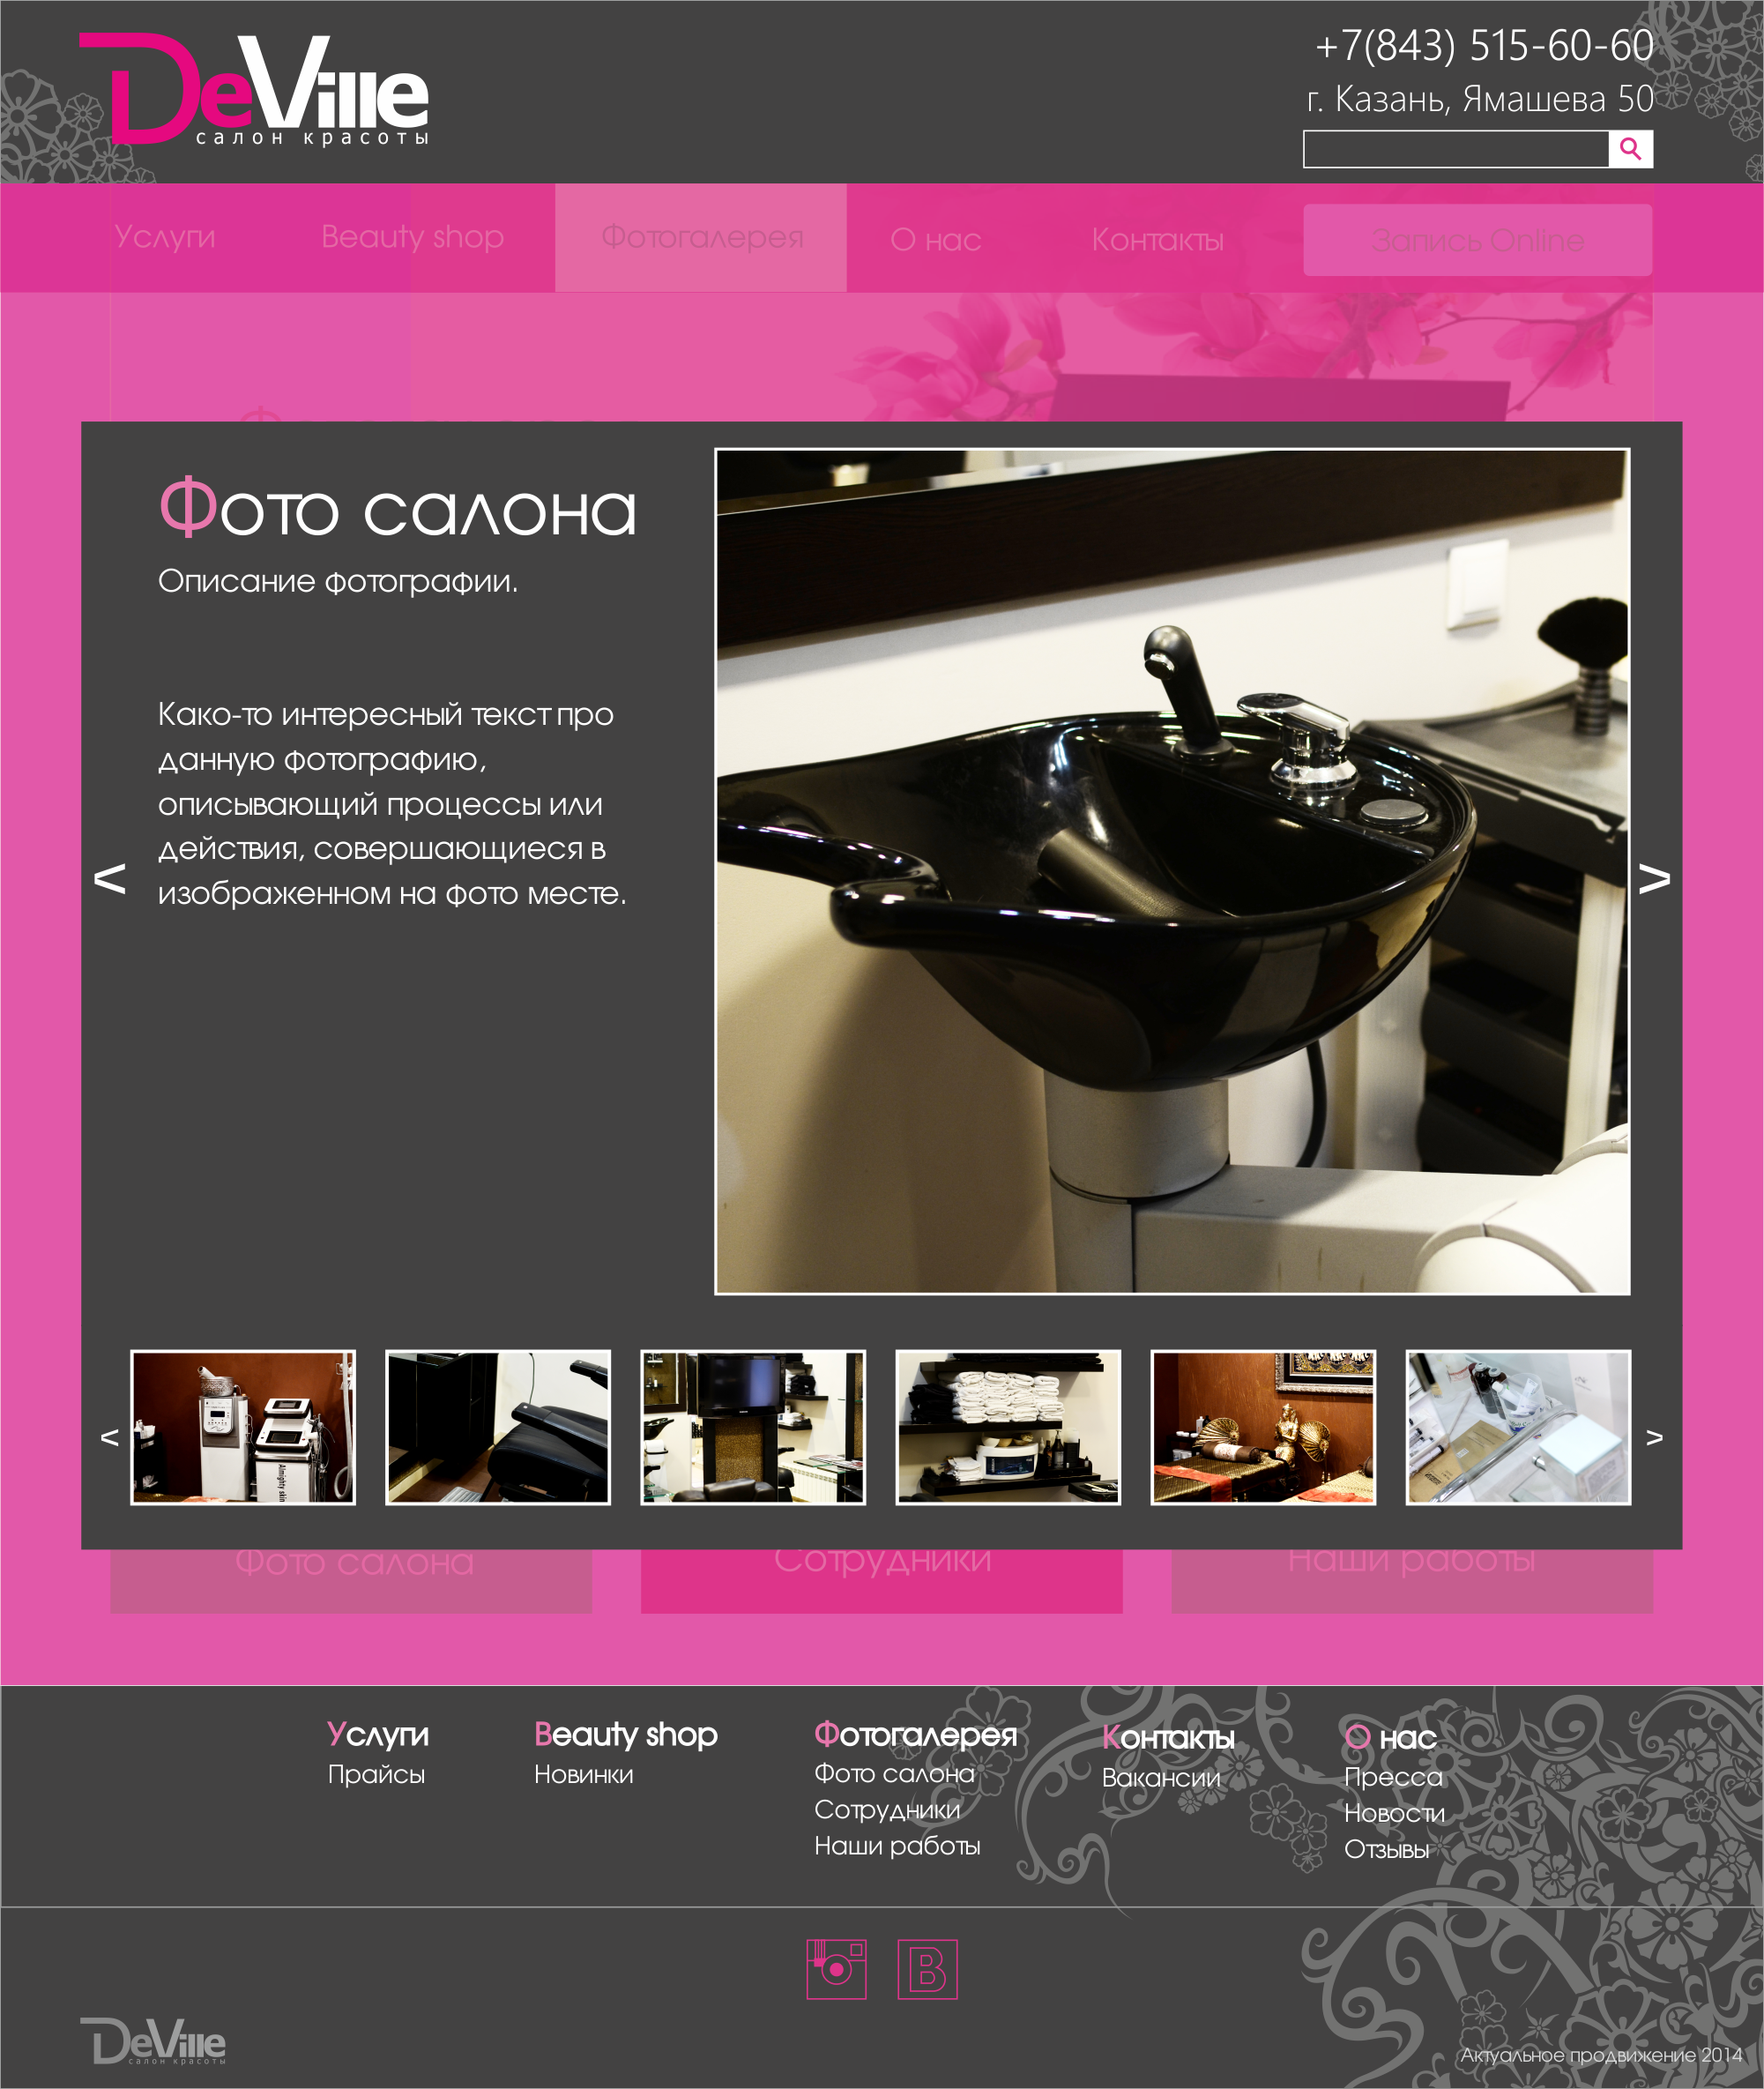 DeVille
салон красоты
+7(843) 515-60-60
г. Казань, Ямашева 50
Услуги
Beauty shop
Фотогалерея
О нас
Контакты
Запись Online
Фото салона
Описание фотографии.
Како-то интересный текст про
данную фотографию,
описывающий процессы или
действия, совершающиеся в
изображенном на фото месте.
<
>
Almighty skin
<
>
Фото салона
Сотрудники
Наши работы
Услуги
Прайсы
Beauty shop
Новинки
Фотогалерея
Фото салона
Сотрудники
Наши работы
Контакты
Вакансии
О нас
Пресса
Новости
Отзывы
В
DeVille
салон красоты
Актуальное продвижение 2014